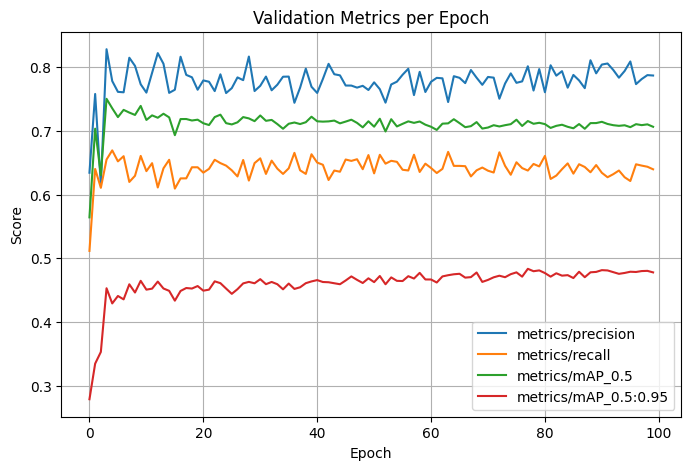 Validation Metrics per Epoch
Score
0.8
0.7
0.6
0.5
0.4
0.3
metrics/precision
metrics/recall
metrics/mAP_0.5
metrics/mAP_0.5:0.95
0 20 40 60 80 100
Epoch